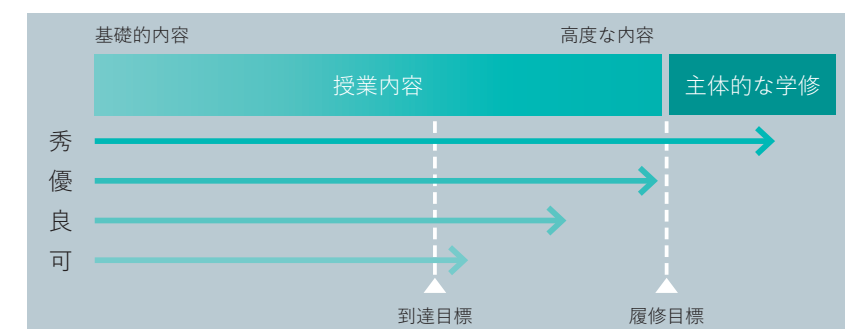 基礎的内容
高度な内容
授業内容
主体的な学修
秀
優
良
可
到達目標
履修目標